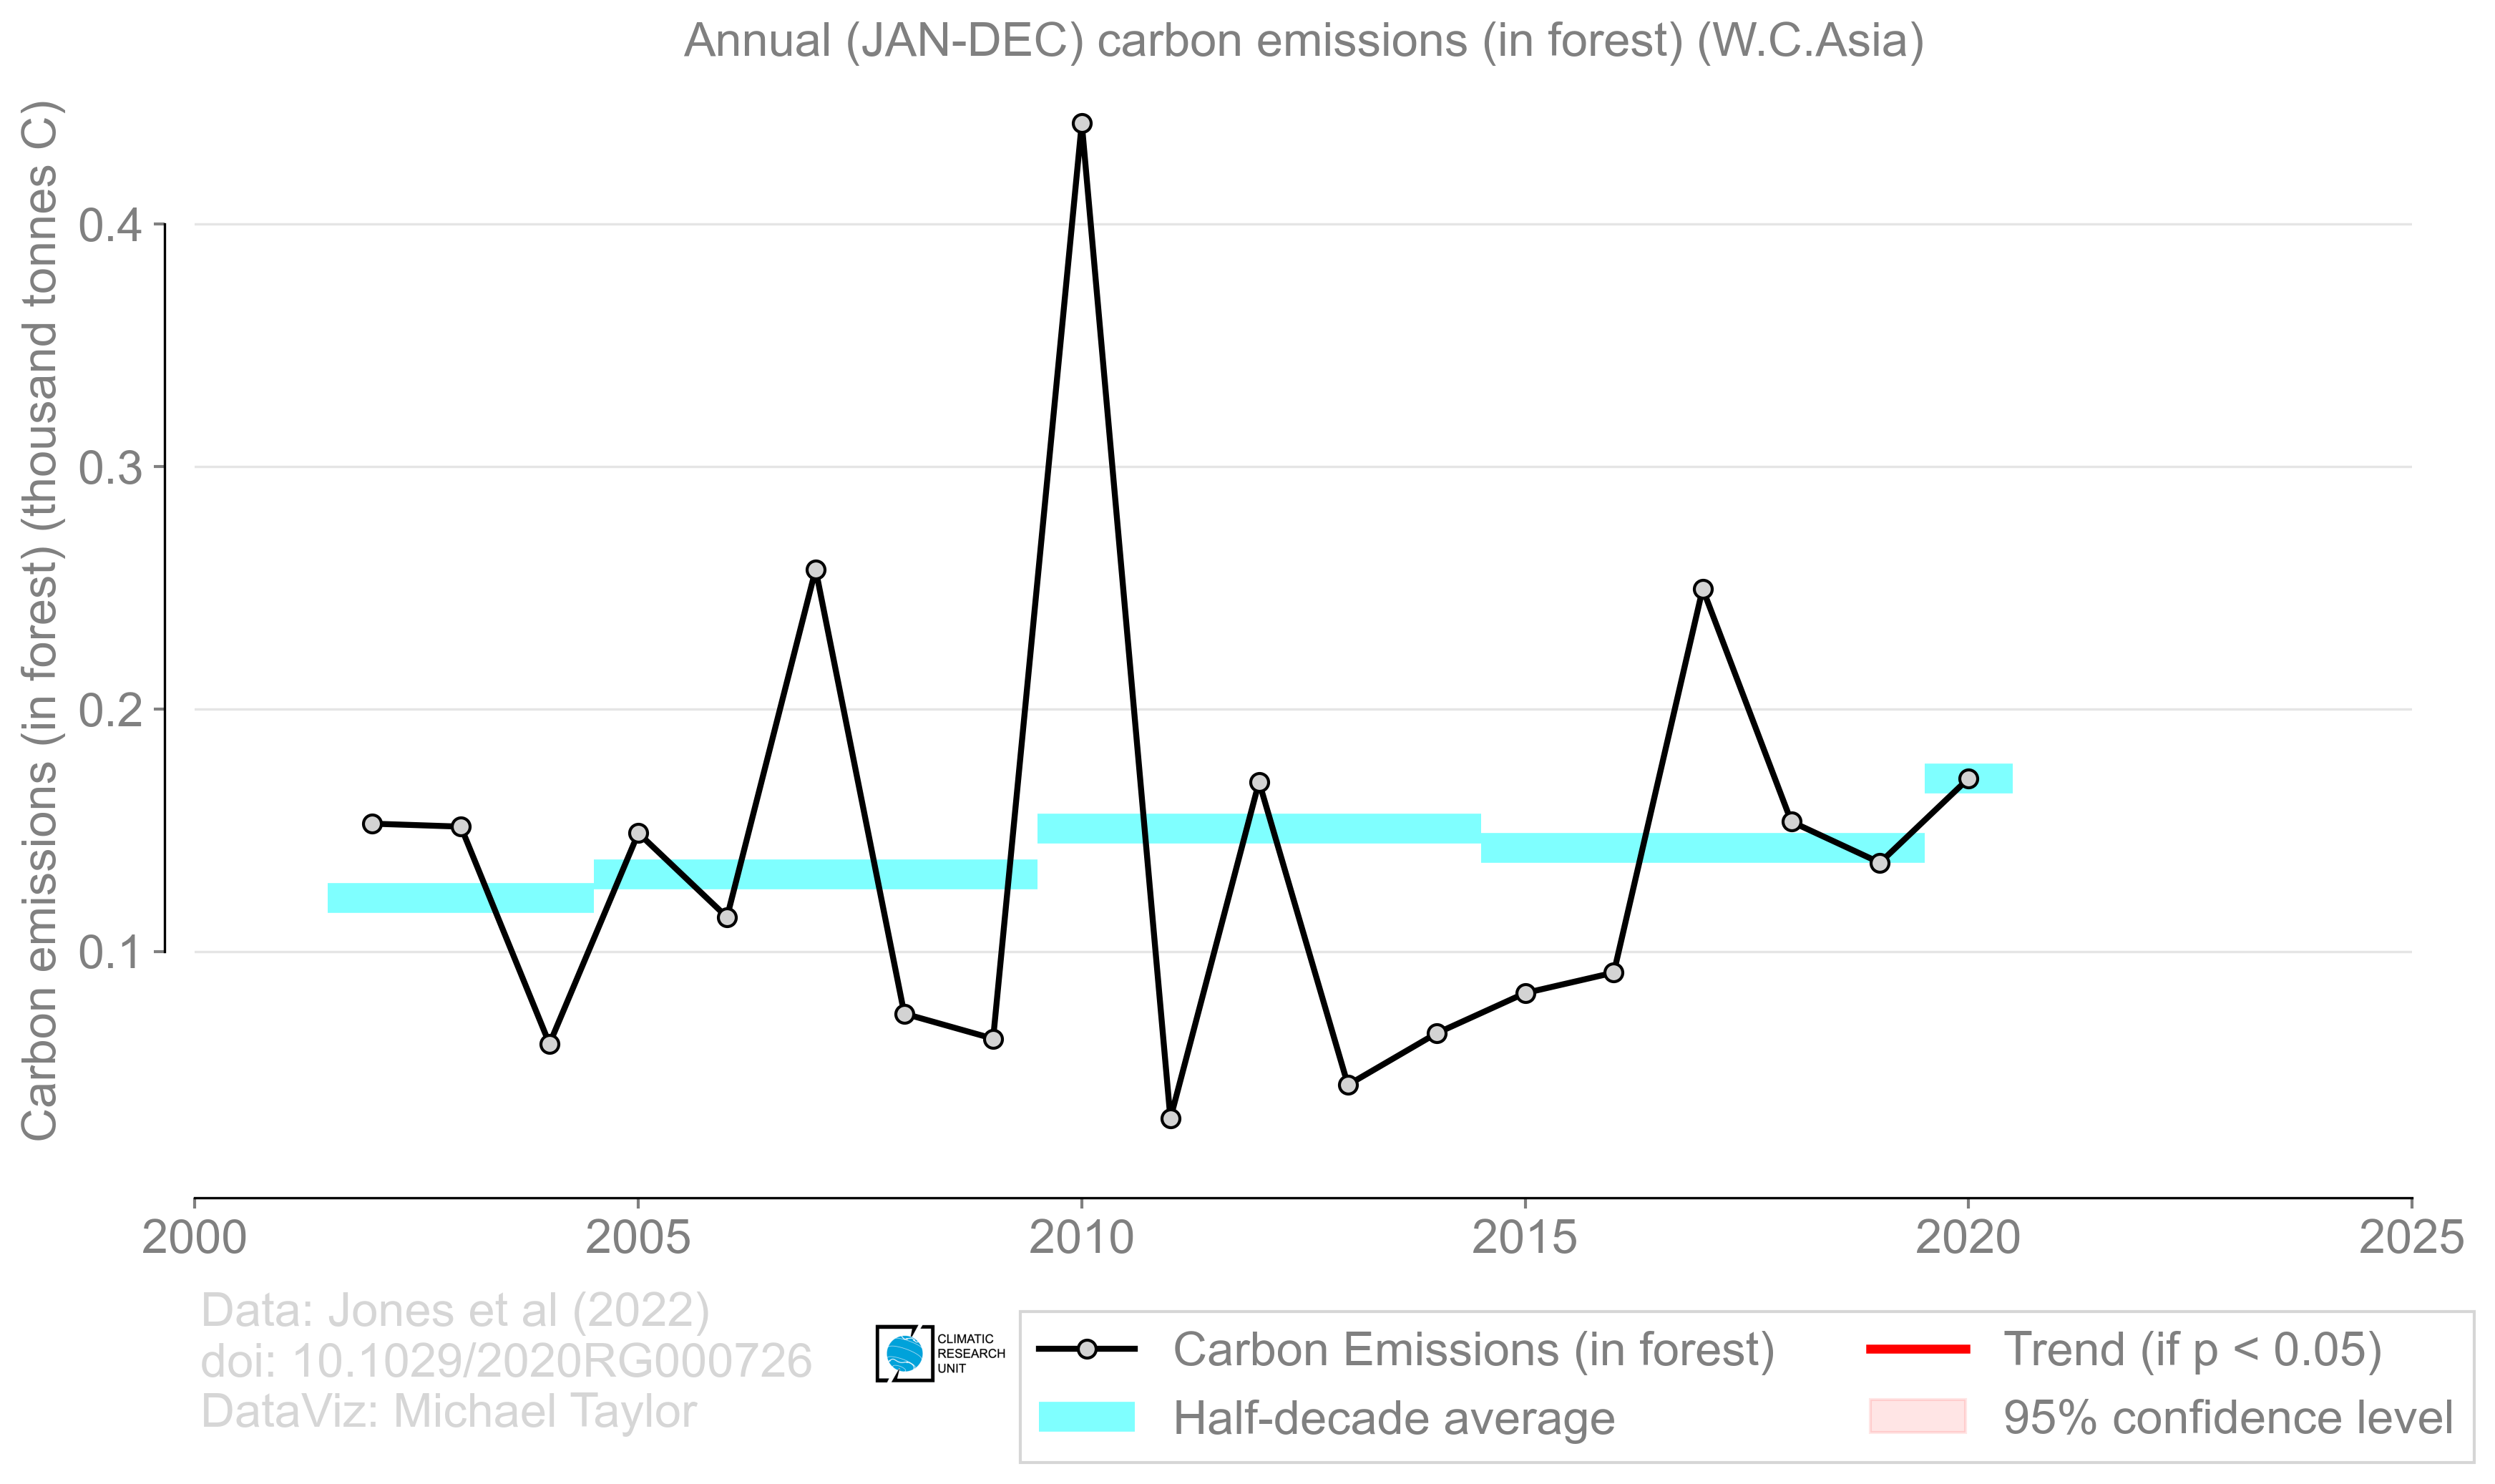 Annual (JAN-DEC) carbon emissions (in forest) (W.C.Asia)
Carbon emissions (in forest) (thousand tonnes C)
0.4
0.3
0.2
0.1
2000
2005
2010
2015
2020
2025
Data: Jones et al (2022)
doi: 10.1029/2020RG000726
DataViz: Michael Taylor
CLIMATIC
RESEARCH
UNIT
Carbon Emissions (in forest)
Half-decade average
Trend (if p < 0.05)
95% confidence level